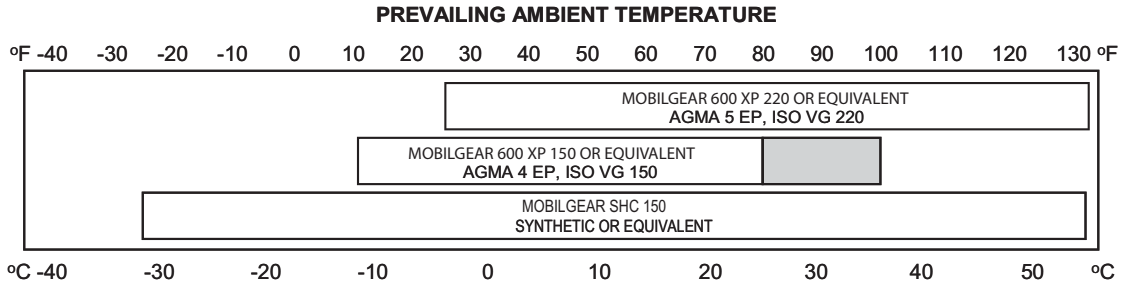 PREVAILING AMBIENT TEMPERATURE
ºF -40 -30 -20 -10 0 10 20 30 40 50 60 70 80 90 100 110 120 130 ºF
MOBILGEAR 600 XP 220 OR EQUIVALENT
AGMA 5 EP, ISO VG 220
MOBILGEAR 600 XP 150 OR EQUIVALENT
AGMA 4 EP, ISO VG 150
MOBILGEAR SHC 150
SYNTHETIC OR EQUIVALENT
ºC -40 -30 -20 -10 0 10 20 30 40 50 ºC